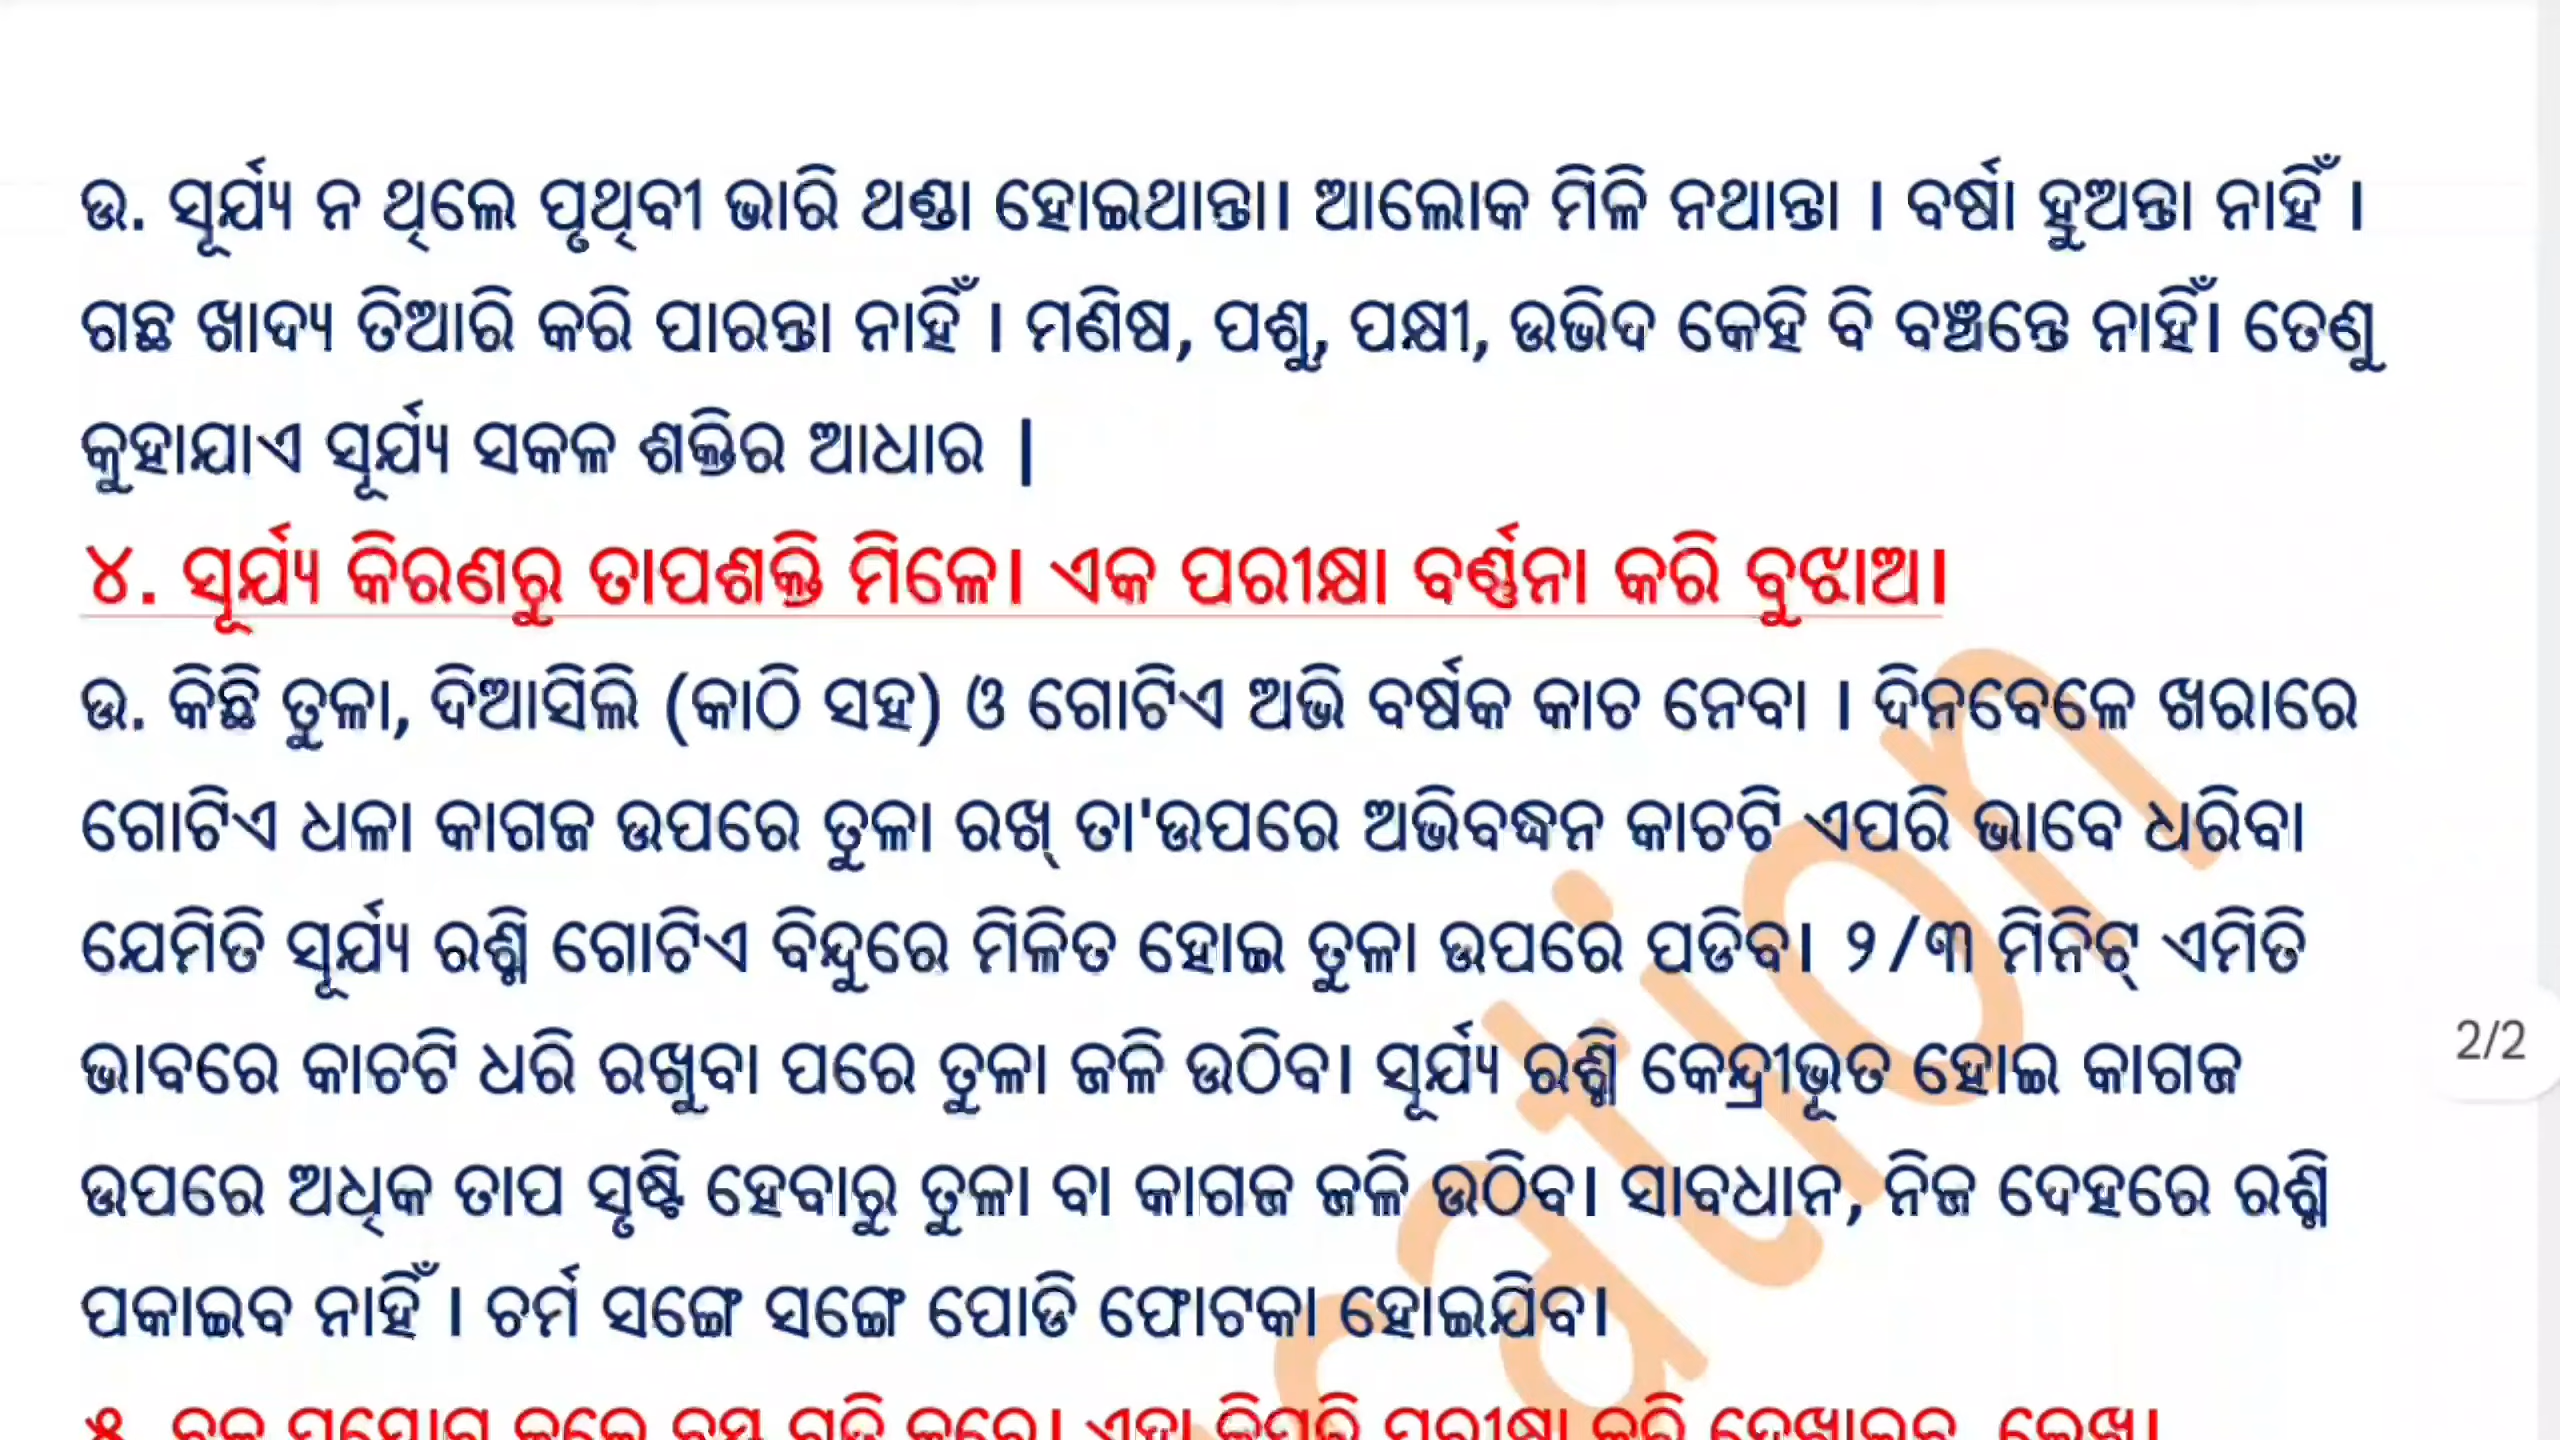 ଉ. ସୂର୍ଯ୍ୟ ନ ଥିଲେ ପୃଥିବୀ ଭାରି ଥଣ୍ଡା ହୋଇଥାନ୍ତା। ଆଲୋକ ମିଳି ନଥାନ୍ତା । ବର୍ଷା ହୁଅନ୍ତା ନାହିଁ ।
ଗଛ ଖାଦ୍ୟ ତିଆରି କରି ପାରନ୍ତା ନାହିଁ । ମଣିଷ, ପଶୁ, ପକ୍ଷୀ, ଉଭିଦ କେହି ବି ବଞ୍ଚନ୍ତେ ନାହିଁ। ତେଣୁ
କୁହାଯାଏ ସୂର୍ଯ୍ୟ ସକଳ ଶକ୍ତିର ଆଧାର |
୪. ସୂର୍ଯ୍ୟ କିରଣରୁ ତାପଶକ୍ତି ମିଳେ। ଏକ ପରୀକ୍ଷା ବର୍ଣ୍ଣନା କରି ବୁଝାଅ।
ଉ. କିଛି ତୁଳା, ଦିଆସିଲି (କାଠି ସହ) ଓ ଗୋଟିଏ ଅଭି ବର୍ଷକ କାଚ ନେବା । ଦିନବେଳେ ଖରାରେ
ଗୋଟିଏ ଧଳା କାଗଜ ଉପରେ ତୁଳା ରଖ୍ ତା'ଉପରେ ଅଭିବଦ୍ଧନ କାଚଟି ଏପରି ଭାବେ ଧରିବା
ଯେମିତି ସୂର୍ଯ୍ୟ ରଶ୍ମି ଗୋଟିଏ ବିନ୍ଦୁରେ ମିଳିତ ହୋଇ ତୁଳା ଉପରେ ପଡିବ। ୨/୩ ମିନିଟ୍ ଏମିତି
ଭାବରେ କାଚଟି ଧରି ରଖୁବା ପରେ ତୁଳା ଜଳି ଉଠିବ। ସୂର୍ଯ୍ୟ ରଶ୍ମି କେନ୍ଦ୍ରୀଭୂତ ହୋଇ କାଗଜ
ଉପରେ ଅଧିକ ତାପ ସୃଷ୍ଟି ହେବାରୁ ତୁଳା ବା କାଗଜ ଜଳି ଉଠିବ। ସାବଧାନ, ନିଜ ଦେହରେ ରଶ୍ମି
ପକାଇବ ନାହିଁ । ଚର୍ମ ସଙ୍ଗେ ସଙ୍ଗେ ପୋଡି ଫୋଟକା ହୋଇଯିବ।
2/2